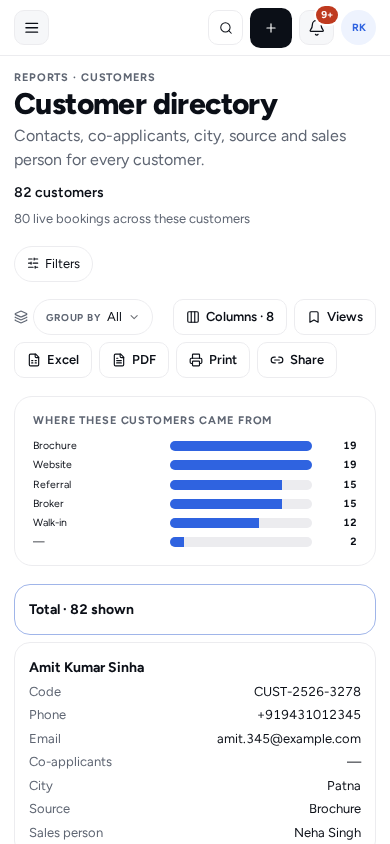 9+
RK
REPORTS · CUSTOMERS
Customer directory
Contacts, co-applicants, city, source and sales
person for every customer.
82 customers
80 live bookings across these customers
Filters
GROUP BY All
Columns · 8
Views
Excel
PDF
Print
Share
WHERE THESE CUSTOMERS CAME FROM
Brochure 19
Website 19
Referral 15
Broker 15
Walk-in 12
— 2
Total · 82 shown
Amit Kumar Sinha
Code CUST-2526-3278
Phone +919431012345
Email amit.345@example.com
Co-applicants —
City Patna
Source Brochure
Sales person Neha Singh